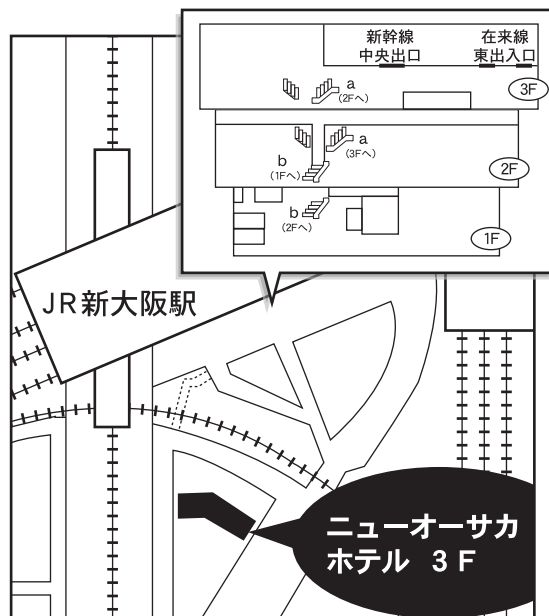 新幹線
中央出口
在来線
東出入口
a
(2Fへ)
3F
a
(3Fへ)
b
(1Fへ)
2F
b
(2Fへ)
1F
JR新大阪駅
ニューオーサカ
ホテル 3F